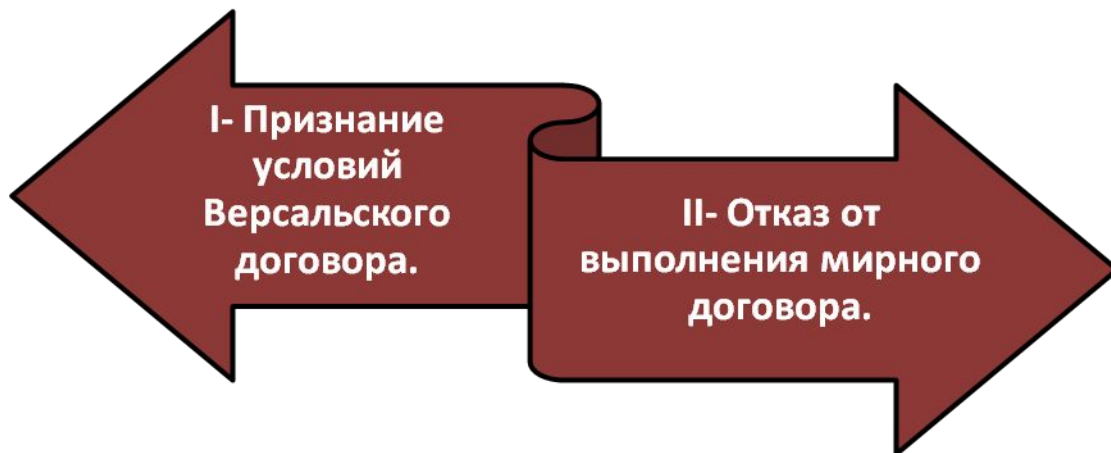 I- Признание
условий
Версальского
договора.
II- Отказ от
выполнения мирного
договора.